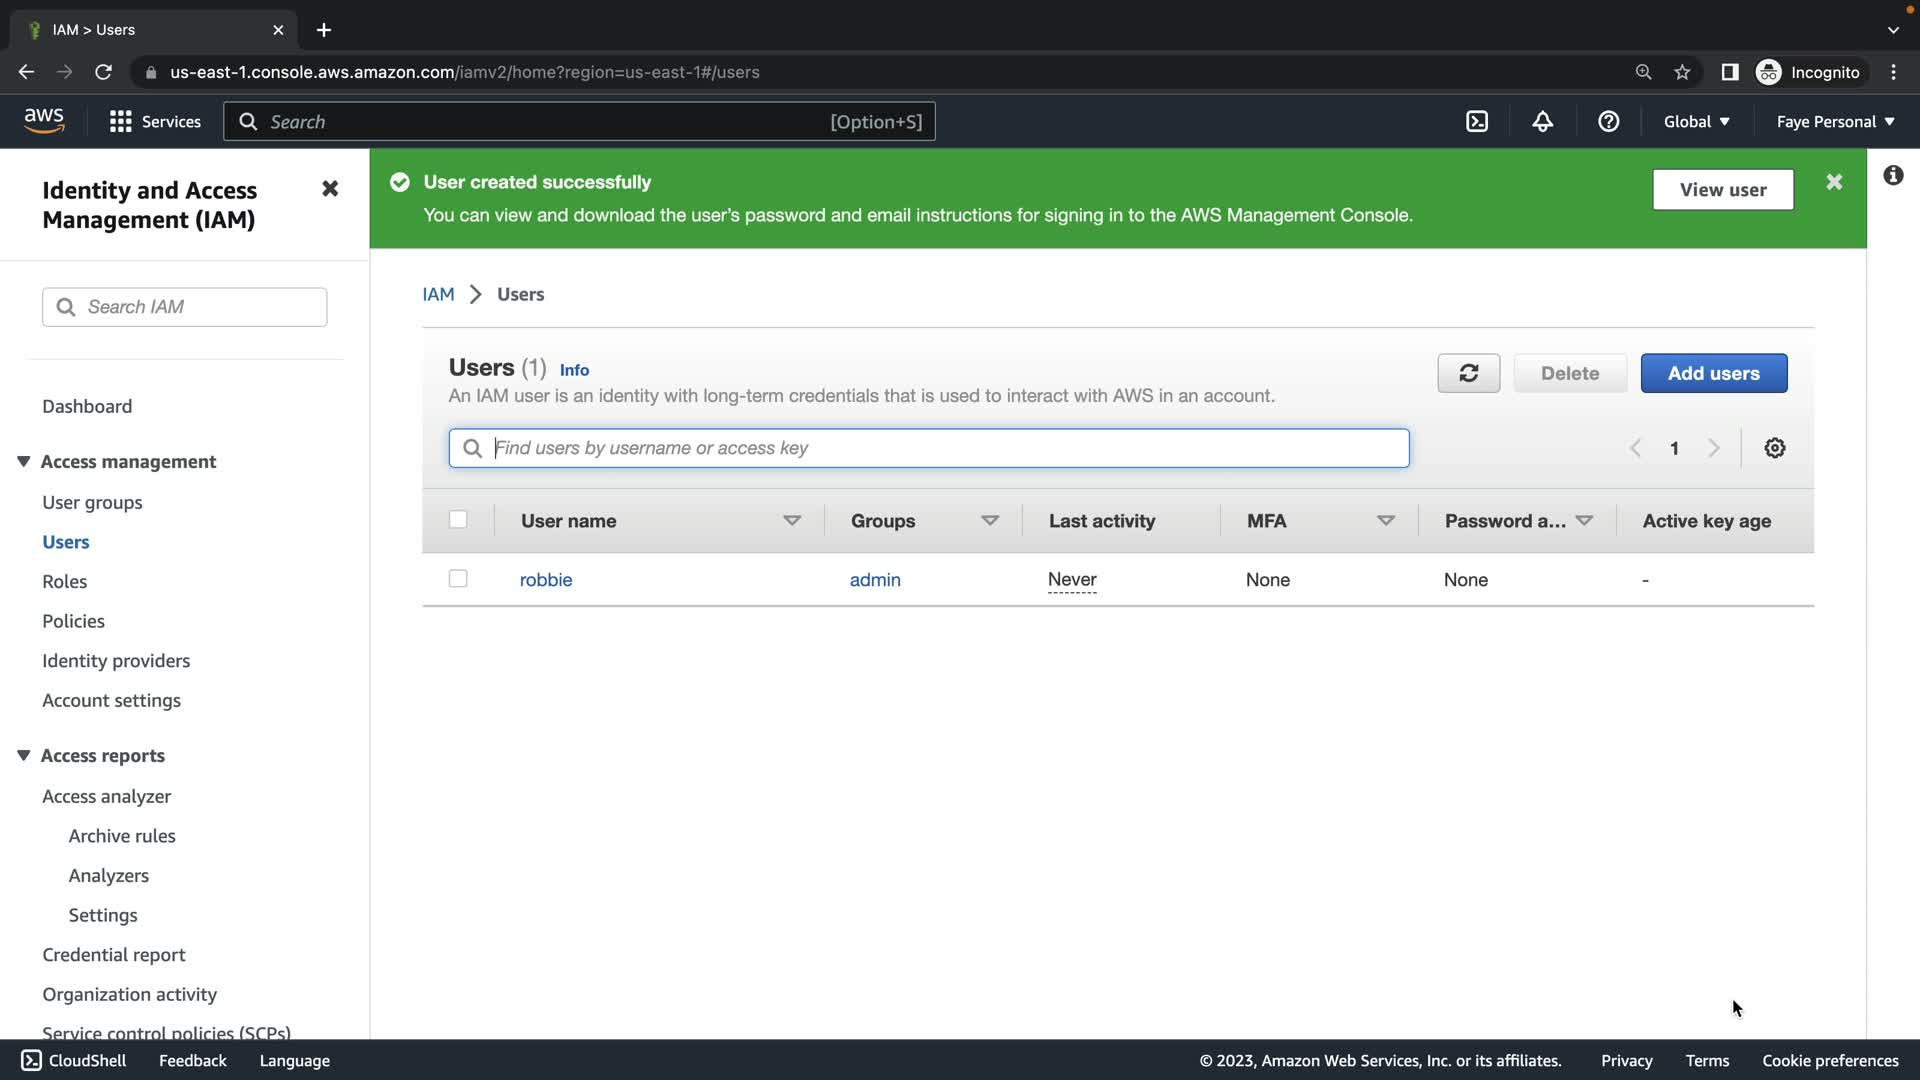 IAM > Users
us-east-1.console.aws.amazon.com/iamv2/home?region=us-east-1#/users
Incognito
aws
Services
Search
[Option+S]
Global
Faye Personal
Identity and Access
Management (IAM)
Search IAM
Dashboard
Access management
User groups
Users
Roles
Policies
Identity providers
Account settings
Access reports
Access analyzer
Archive rules
Analyzers
Settings
Credential report
Organization activity
Service control policies (SCPs)
User created successfully
You can view and download the user's password and email instructions for signing in to the AWS Management Console.
View user
IAM > Users
Users (1) Info
An IAM user is an identity with long-term credentials that is used to interact with AWS in an account.
Delete
Add users
Find users by username or access key
1
User name Groups Last activity MFA Password a... Active key age
robbie admin Never None None -
CloudShell Feedback Language
© 2023, Amazon Web Services, Inc. or its affiliates. Privacy Terms Cookie preferences